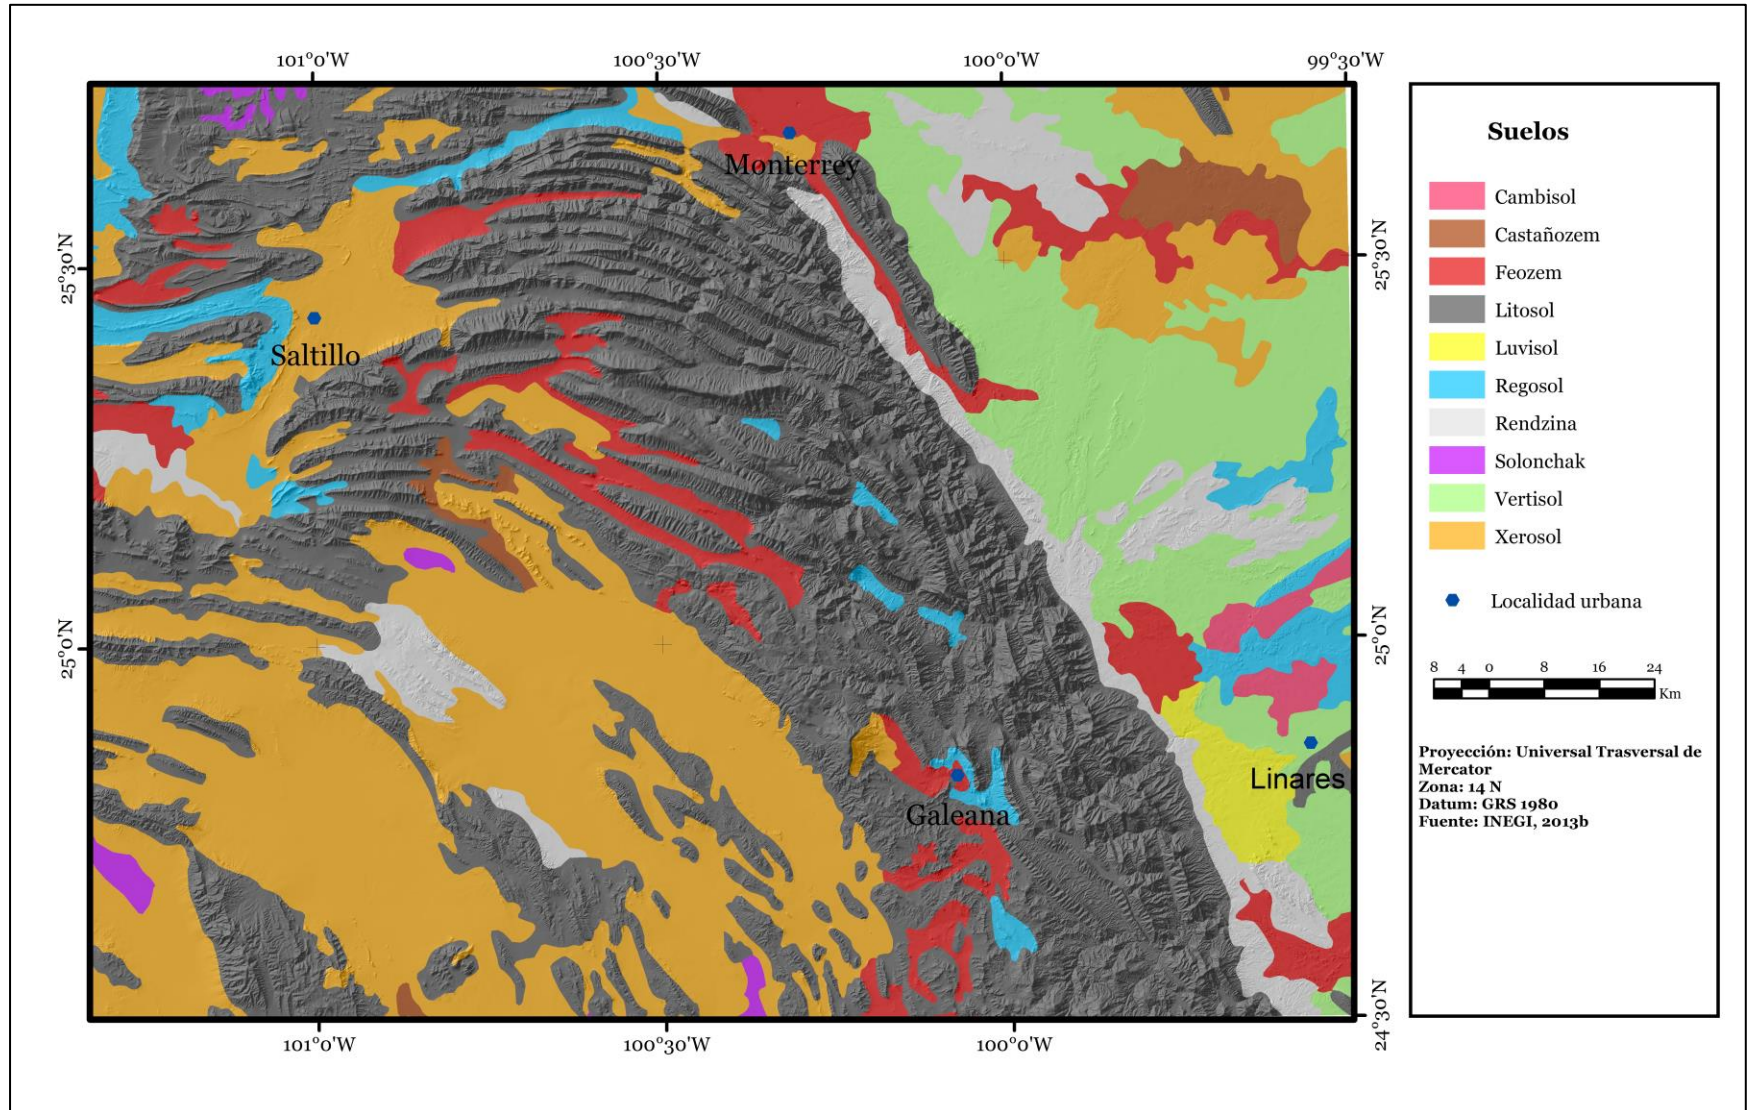 101°0'W
100°30'W
100°0'W
99°30'W
25°30'N
25°30'N
25°0'N
25°0'N
24°30'N
101°0'W
100°30'W
100°0'W
Monterrey
Saltillo
Galeana
Linares
Suelos
Cambisol
Castañozem
Feozem
Litosol
Luvisol
Regosol
Rendzina
Solonchak
Vertisol
Xerosol
Localidad urbana
8 4 0 8 16 24
Km
Proyección: Universal Trasversal de
Mercator
Zona: 14 N
Datum: GRS 1980
Fuente: INEGI, 2013b